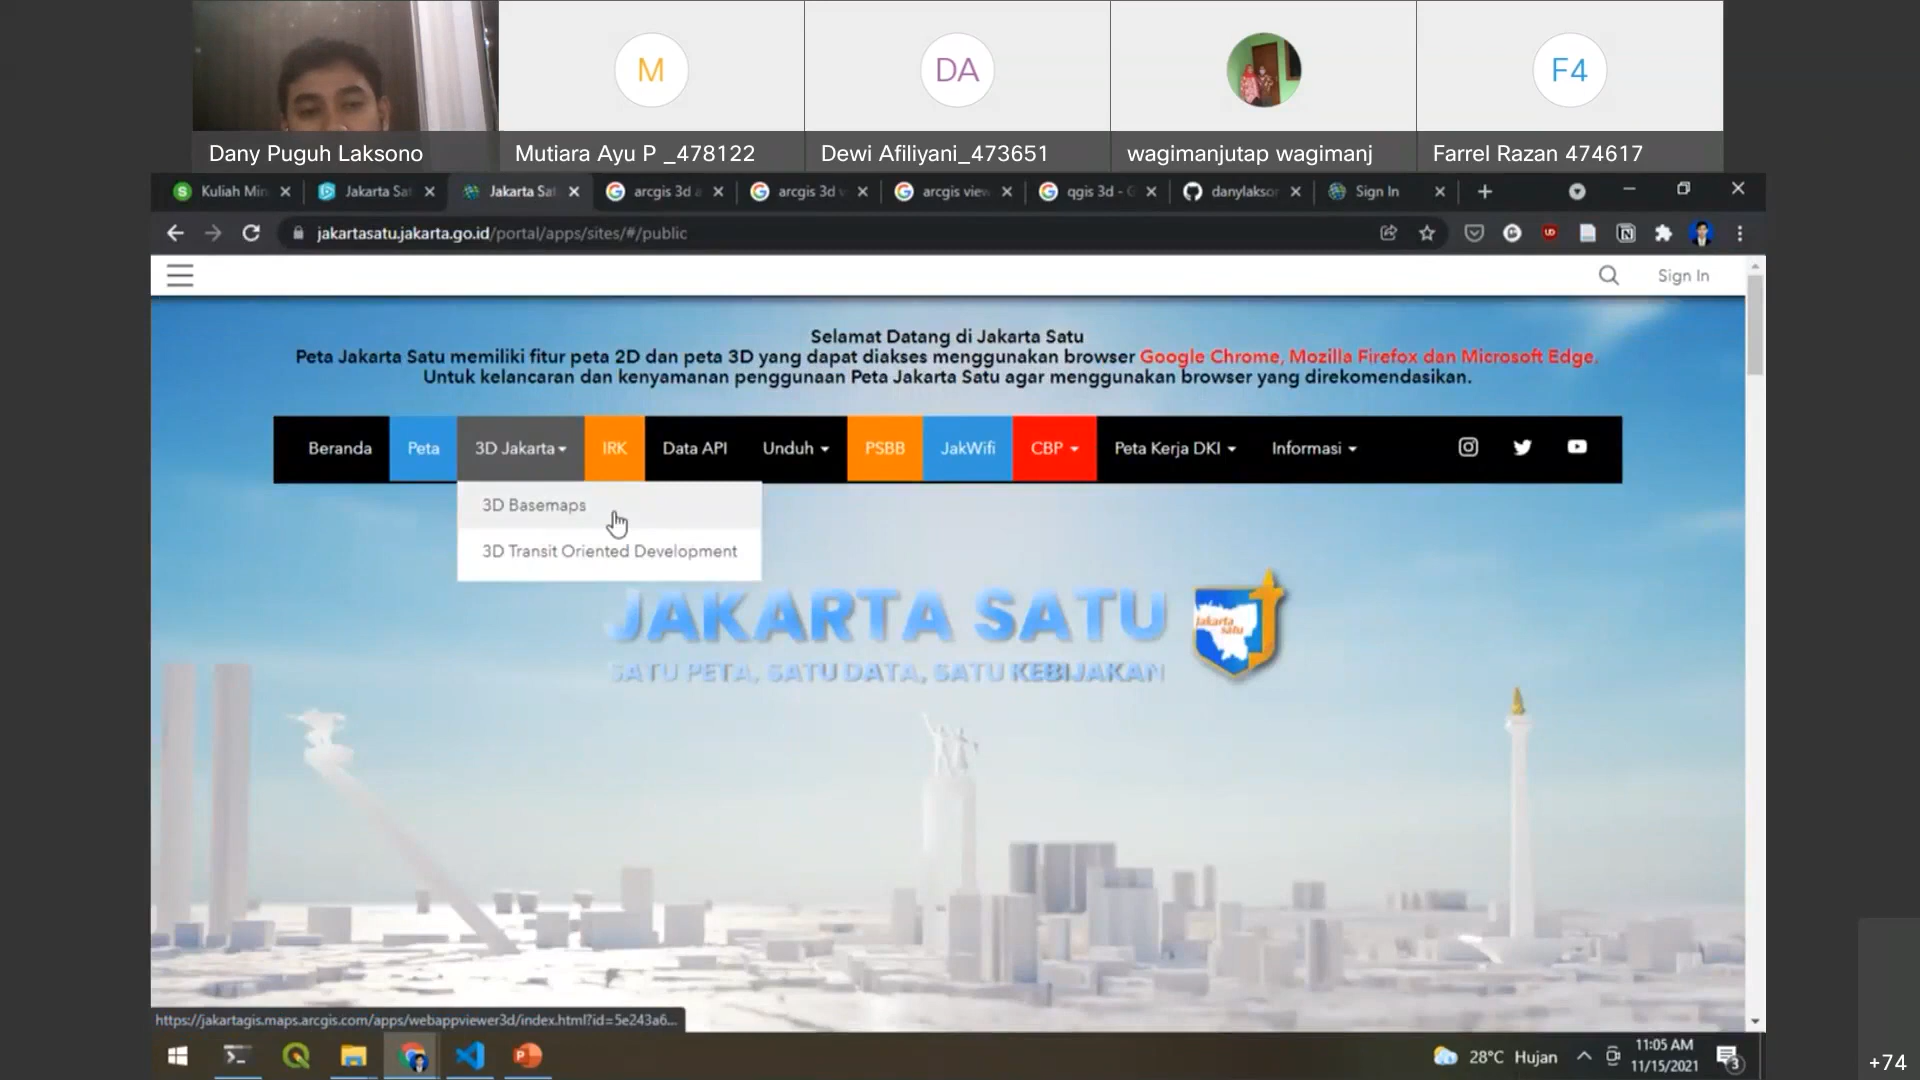 M
DA
F4
Dany Puguh Laksono
Mutiara Ayu P _478122
Dewi Afiliyani_473651
wagimanjutap wagimanj
Farrel Razan 474617
S
Kuliah Min
Jakarta Sat
Jakarta Sat
arcgis 3d a
arcgis 3d v
arcgis view
qgis 3d - G
danylakson
Sign In
jakartasatu.jakarta.go.id/portal/apps/sites/#/public
Sign In
Selamat Datang di Jakarta Satu
Peta Jakarta Satu memiliki fitur peta 2D dan peta 3D yang dapat diakses menggunakan browser Google Chrome, Mozilla Firefox dan Microsoft Edge.
Untuk kelancaran dan kenyamanan penggunaan Peta Jakarta Satu agar menggunakan browser yang direkomendasikan.
Beranda
Peta
3D Jakarta
IRK
Data API
Unduh
PSBB
JakWifi
CBP
Peta Kerja DKI
Informasi
3D Basemaps
3D Transit Oriented Development
JAKARTA SATU
jakarta
satu
SATU PETA, SATU DATA, SATU KEBIJAKAN
https://jakartagis.maps.arcgis.com/apps/webappviewer3d/index.html?id=5e243a6...
28°C Hujan
11:05 AM
11/15/2021
3
+74